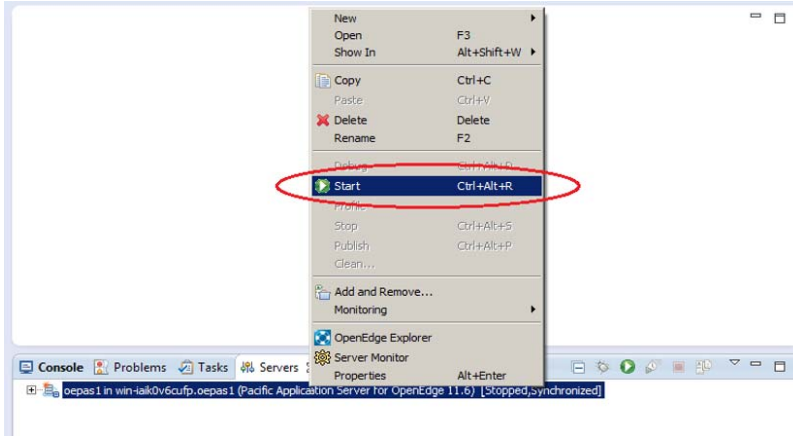 New
Open F3
Show In Alt+Shift+W
Copy Ctrl+C
Paste Ctrl+V
Delete Delete
Rename F2
Debug Ctrl+Alt+D
Start Ctrl+Alt+R
Profile
Stop Ctrl+Alt+S
Publish Ctrl+Alt+P
Clean...
Add and Remove...
Monitoring
OpenEdge Explorer
Server Monitor
Properties Alt+Enter
Console Problems Tasks Servers
oepas1 in win-iaik0v6cufp.oepas1 (Pacific Application Server for OpenEdge 11.6) [Stopped,Synchronized]